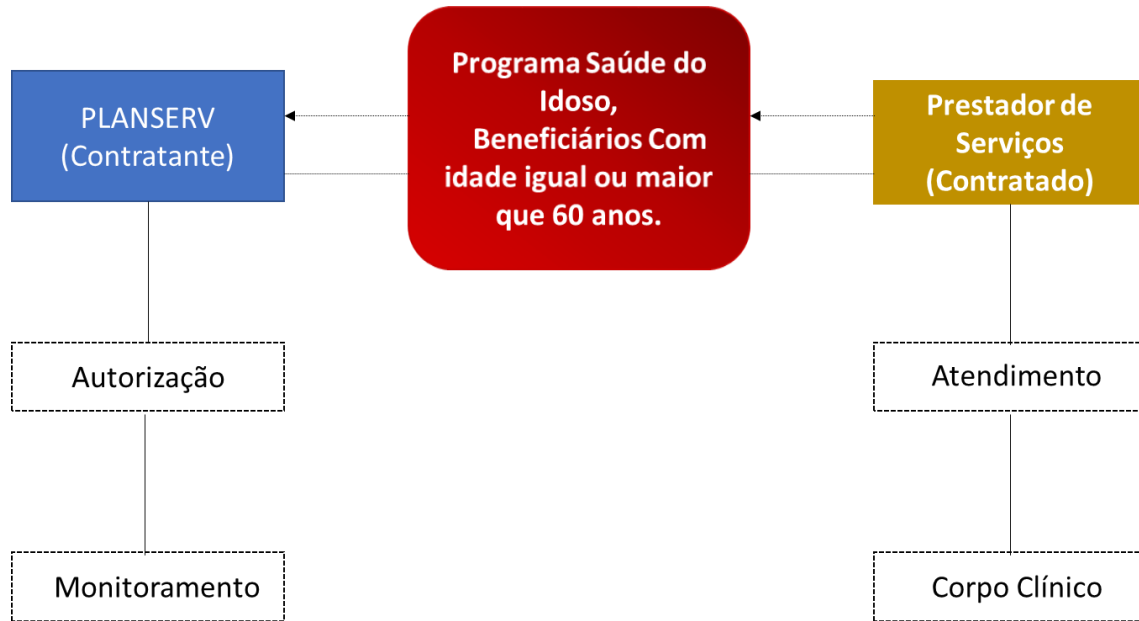 PLANSERV
(Contratante)
Programa Saúde do
Idoso,
Beneficiários Com
idade igual ou maior
que 60 anos.
Prestador de
Serviços
(Contratado)
Autorização
Atendimento
Monitoramento
Corpo Clínico